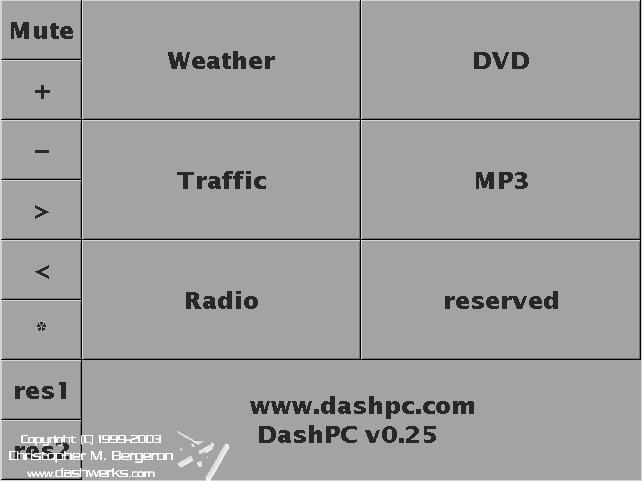 Mute
Weather
DVD
+
-
Traffic
MP3
>
<
Radio
reserved
*
res1
www.dashpc.com
DashPC v0.25
res2
Copyright (C) 1999-2003
Christopher M. Bergeron
www.dashwerks.com